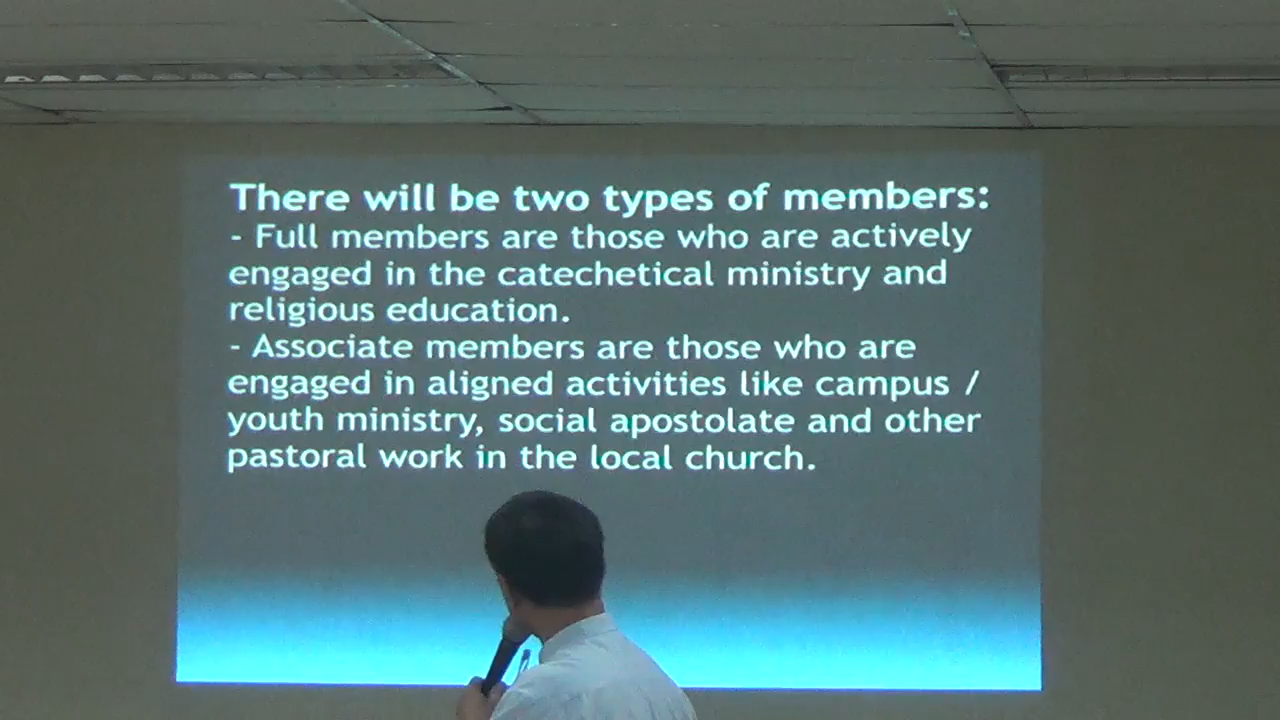 There will be two types of members:
- Full members are those who are actively
engaged in the catechetical ministry and
religious education.
- Associate members are those who are
engaged in aligned activities like campus /
youth ministry, social apostolate and other
pastoral work in the local church.